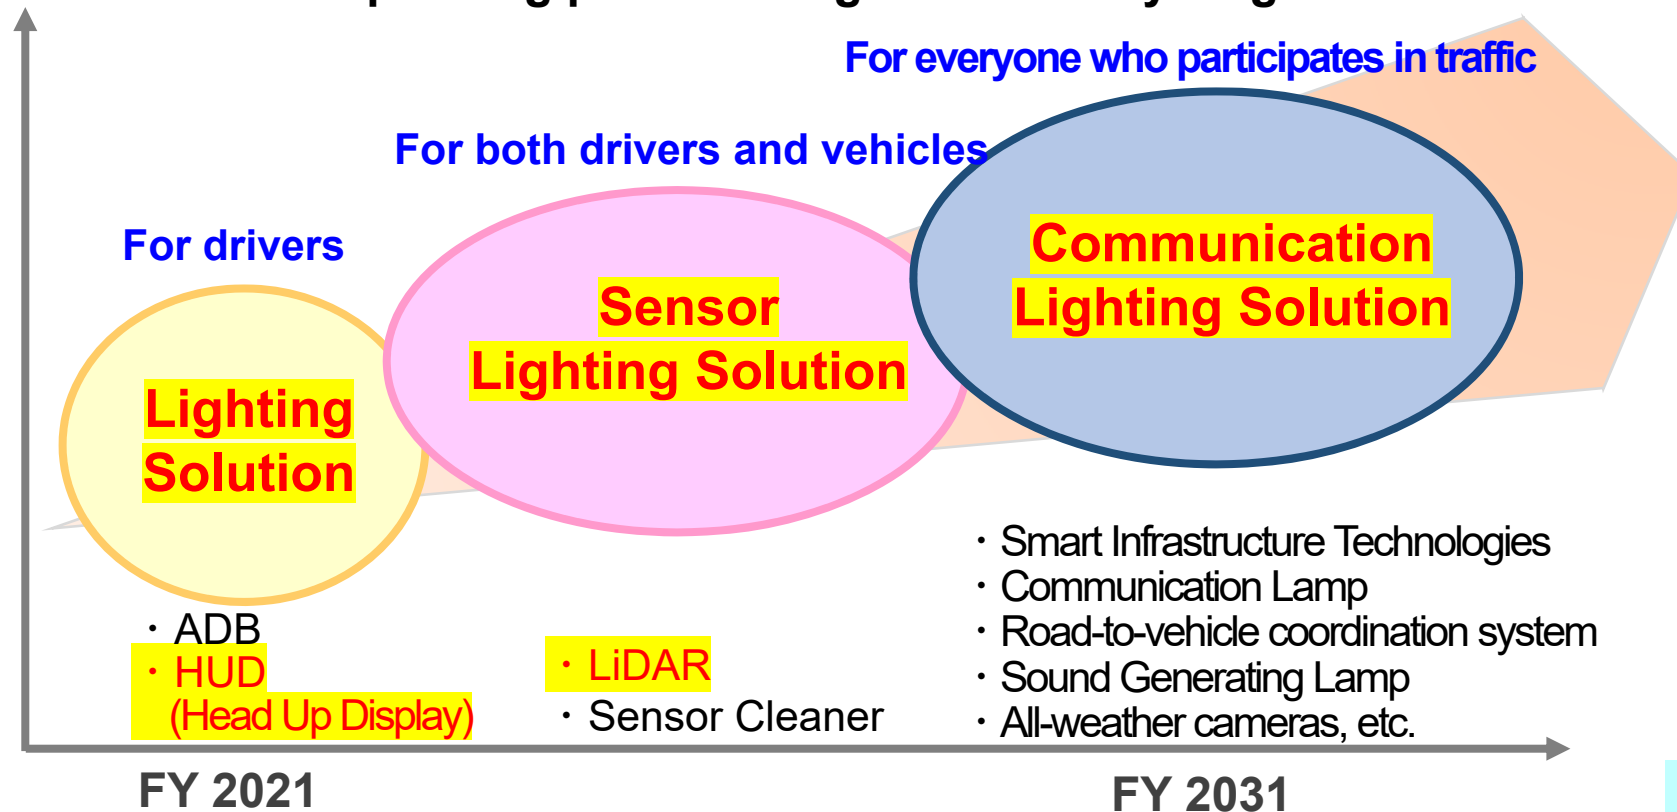 For everyone who participates in traffic
For both drivers and vehicles
For drivers
Communication
Lighting Solution
Sensor
Lighting Solution
Lighting
Solution
・ADB
・HUD
(Head Up Display)
・LiDAR
・Sensor Cleaner
・Smart Infrastructure Technologies
・Communication Lamp
・Road-to-vehicle coordination system
・Sound Generating Lamp
・All-weather cameras, etc.
FY 2021
FY 2031